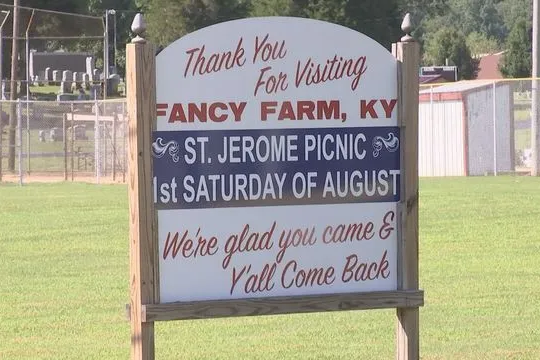 Thank You
For Visiting
FANCY FARM, KY
ST. JEROME PICNIC
1st SATURDAY OF AUGUST
We're glad you came &
Y'all Come Back